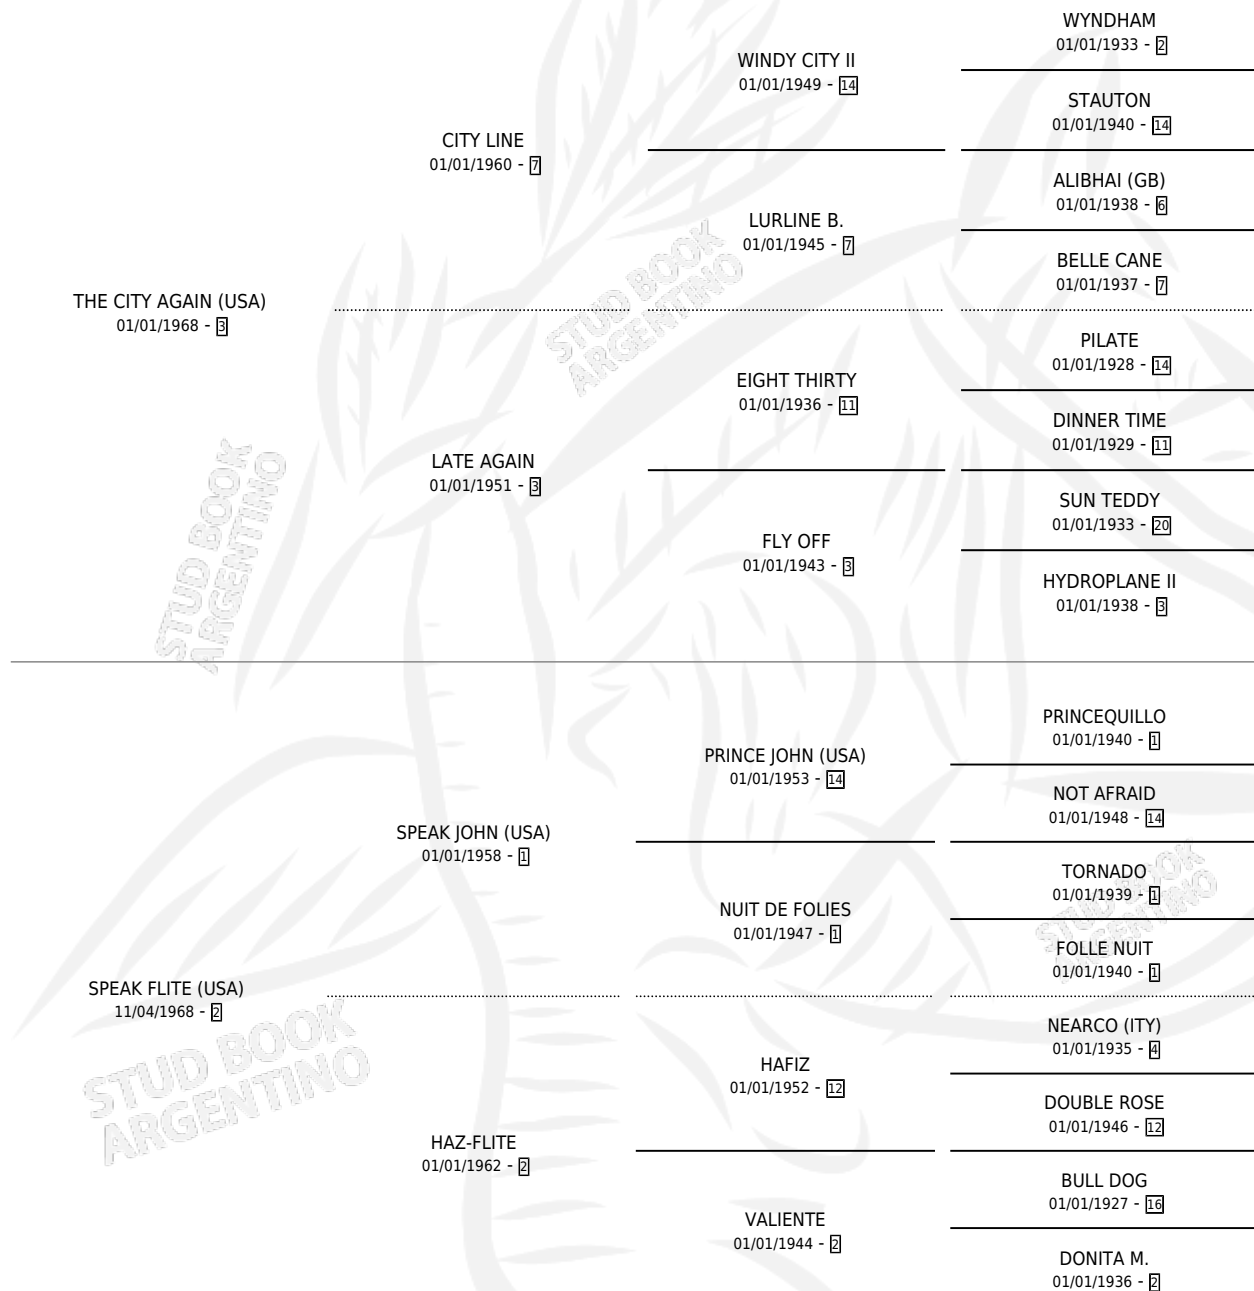 WYNDHAM
01/01/1933 - 2
WINDY CITY II
01/01/1949 - 14
STAUTON
01/01/1940 - 14
CITY LINE
01/01/1960 - 7
ALIBHAI (GB)
01/01/1938 - 6
LURLINE B.
01/01/1945 - 7
BELLE CANE
01/01/1937 - 7
THE CITY AGAIN (USA)
01/01/1968 - 3
PILATE
01/01/1928 - 14
EIGHT THIRTY
01/01/1936 - 11
DINNER TIME
01/01/1929 - 11
LATE AGAIN
01/01/1951 - 3
SUN TEDDY
01/01/1933 - 20
FLY OFF
01/01/1943 - 3
HYDROPLANE II
01/01/1938 - 3
STUD BOOK
ARGENTINO
STUD BOOK
ARGENTINO
PRINCEQUILLO
01/01/1940 - 1
PRINCE JOHN (USA)
01/01/1953 - 14
NOT AFRAID
01/01/1948 - 14
SPEAK JOHN (USA)
01/01/1958 - 1
TORNADO
01/01/1939 - 1
NUIT DE FOLIES
01/01/1947 - 1
FOLLE NUIT
01/01/1940 - 1
SPEAK FLITE (USA)
11/04/1968 - 2
NEARCO (ITY)
01/01/1935 - 4
HAFIZ
01/01/1952 - 12
DOUBLE ROSE
01/01/1946 - 12
HAZ-FLITE
01/01/1962 - 2
BULL DOG
01/01/1927 - 16
VALIENTE
01/01/1944 - 2
DONITA M.
01/01/1936 - 2
STUD BOOK
ARGENTINO
STUD BOOK
ARGENTINO